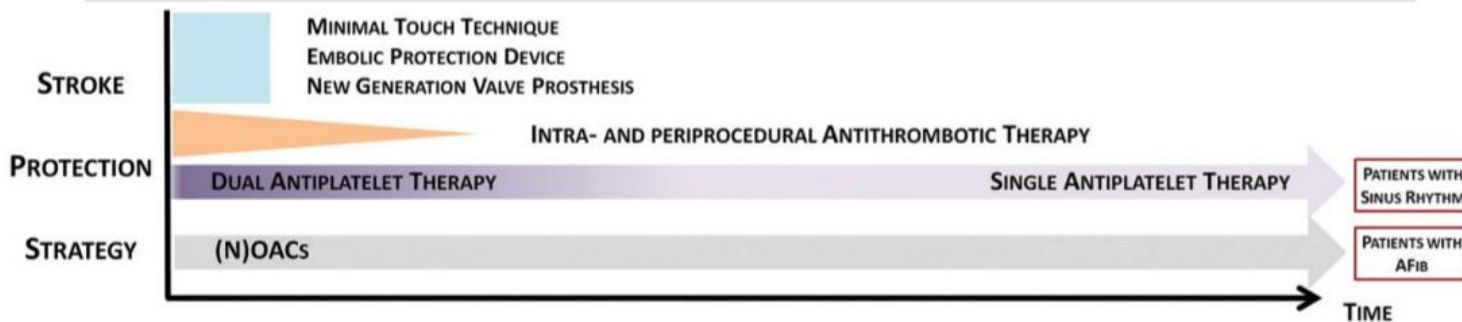 MINIMAL TOUCH TECHNIQUE
EMBOLIC PROTECTION DEVICE
NEW GENERATION VALVE PROSTHESIS
STROKE
INTRA- AND PERIPROCEDURAL ANTITHROMBOTIC THERAPY
PROTECTION
DUAL ANTIPLATELET THERAPY
SINGLE ANTIPLATELET THERAPY
PATIENTS WITH
SINUS RHYTHM
STRATEGY
(N)OACS
PATIENTS WITH
AFIB
TIME